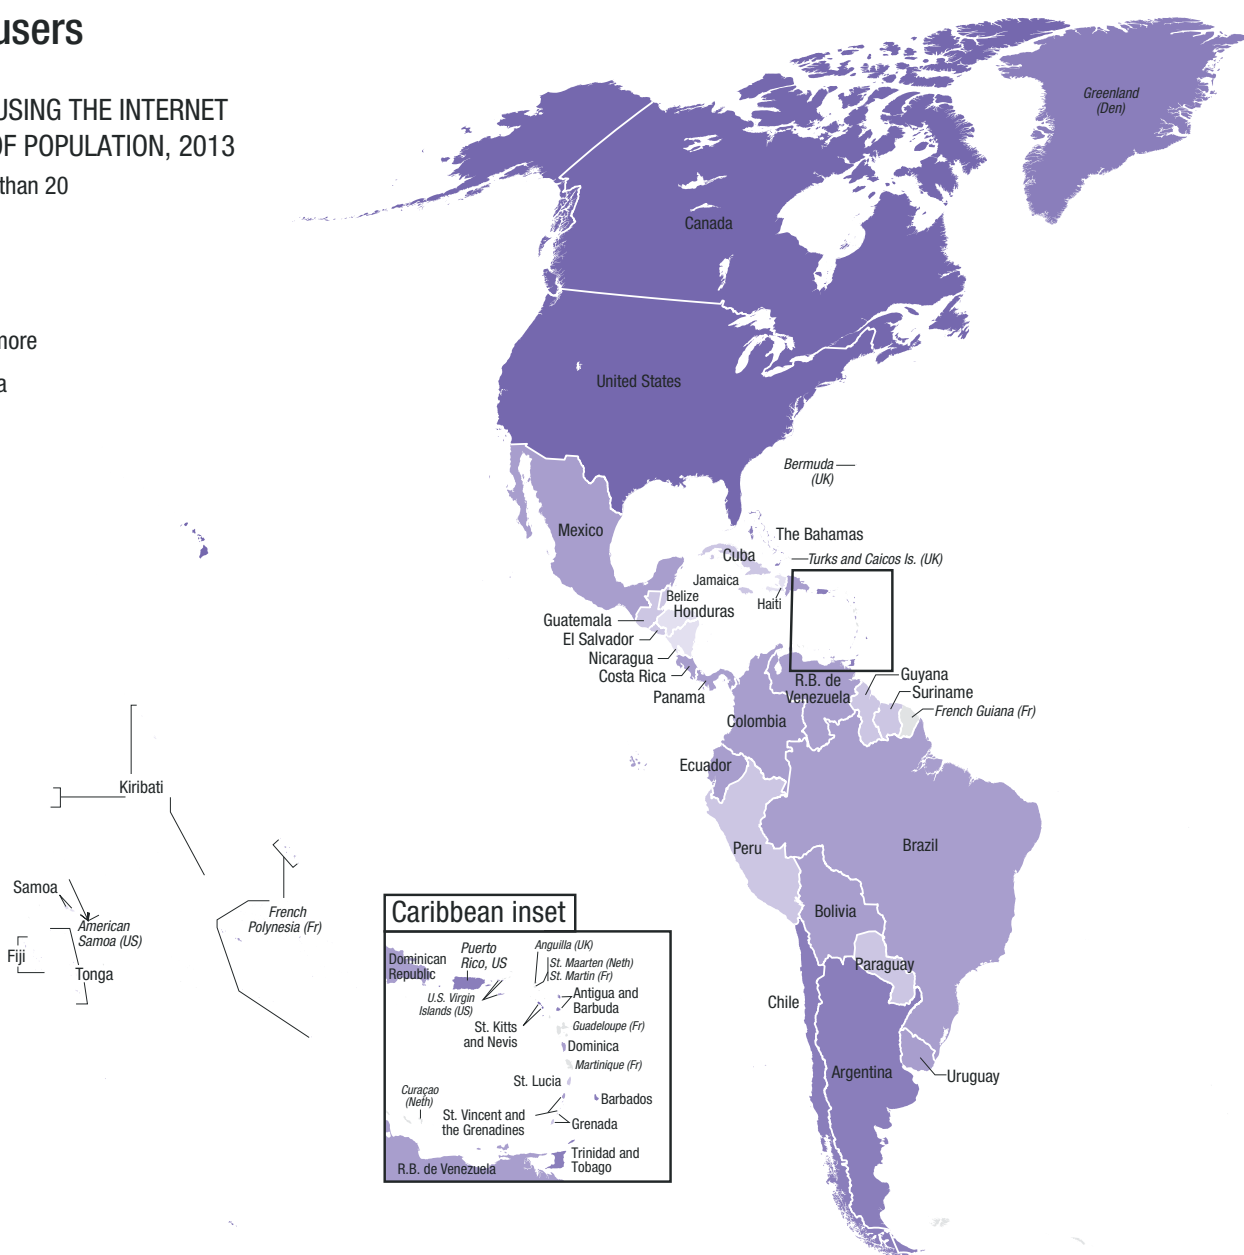 users
USING THE INTERNET
OF POPULATION, 2013
than 20
more
a
Greenland
(Den)
Canada
United States
Bermuda
(UK)
Mexico
The Bahamas
Cuba
Turks and Caicos Is. (UK)
Jamaica
Belize
Haiti
Honduras
Guatemala
El Salvador
Nicaragua
Costa Rica
Panama
R.B. de
Venezuela
Guyana
Suriname
French Guiana (Fr)
Colombia
Ecuador
Kiribati
Peru
Brazil
Samoa
American
Samoa (US)
French
Polynesia (Fr)
Fiji
Tonga
Bolivia
Paraguay
Chile
Argentina
Uruguay
Caribbean inset
Dominican
Republic
Puerto
Rico, US
Anguilla (UK)
St. Maarten (Neth)
St. Martin (Fr)
U.S. Virgin
Islands (US)
Antigua and
Barbuda
St. Kitts
and Nevis
Guadeloupe (Fr)
Dominica
Martinique (Fr)
St. Lucia
Curaçao
(Neth)
Barbados
St. Vincent and
the Grenadines
Grenada
Trinidad and
Tobago
R.B. de Venezuela